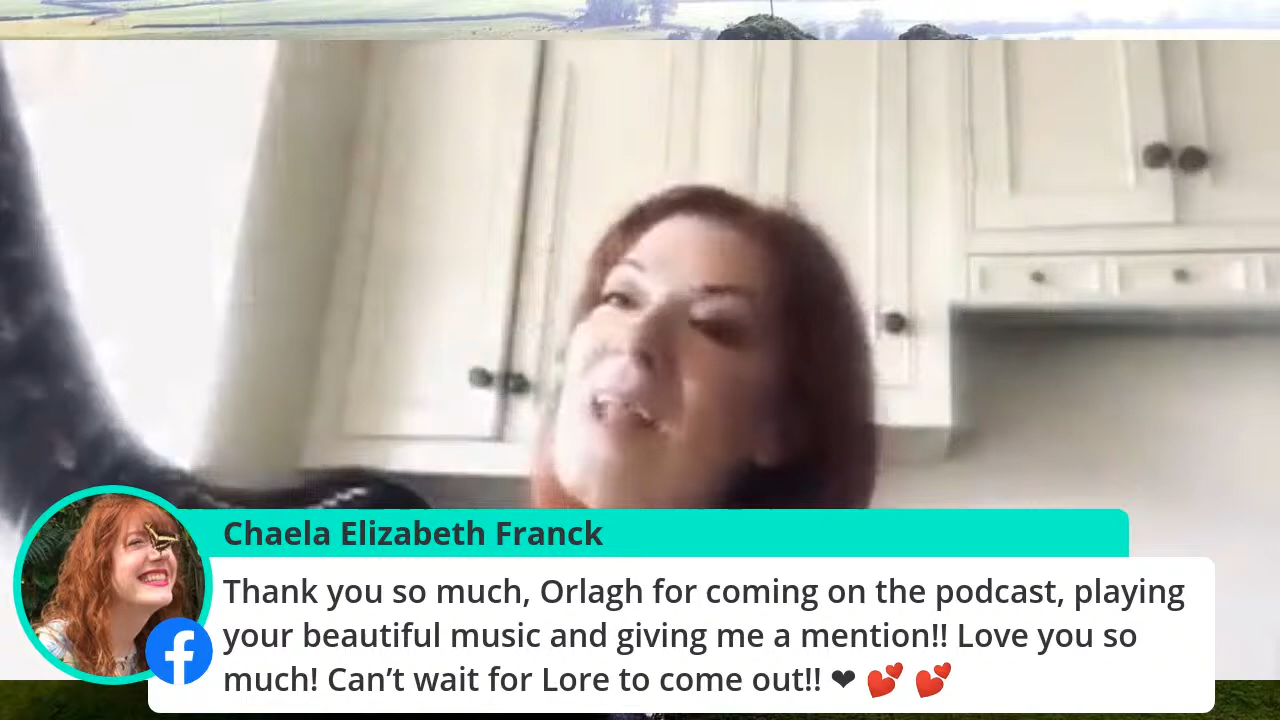 Chaela Elizabeth Franck
Thank you so much, Orlagh for coming on the podcast, playing
your beautiful music and giving me a mention!! Love you so
much! Can’t wait for Lore to come out!! ❤ 💕 💕